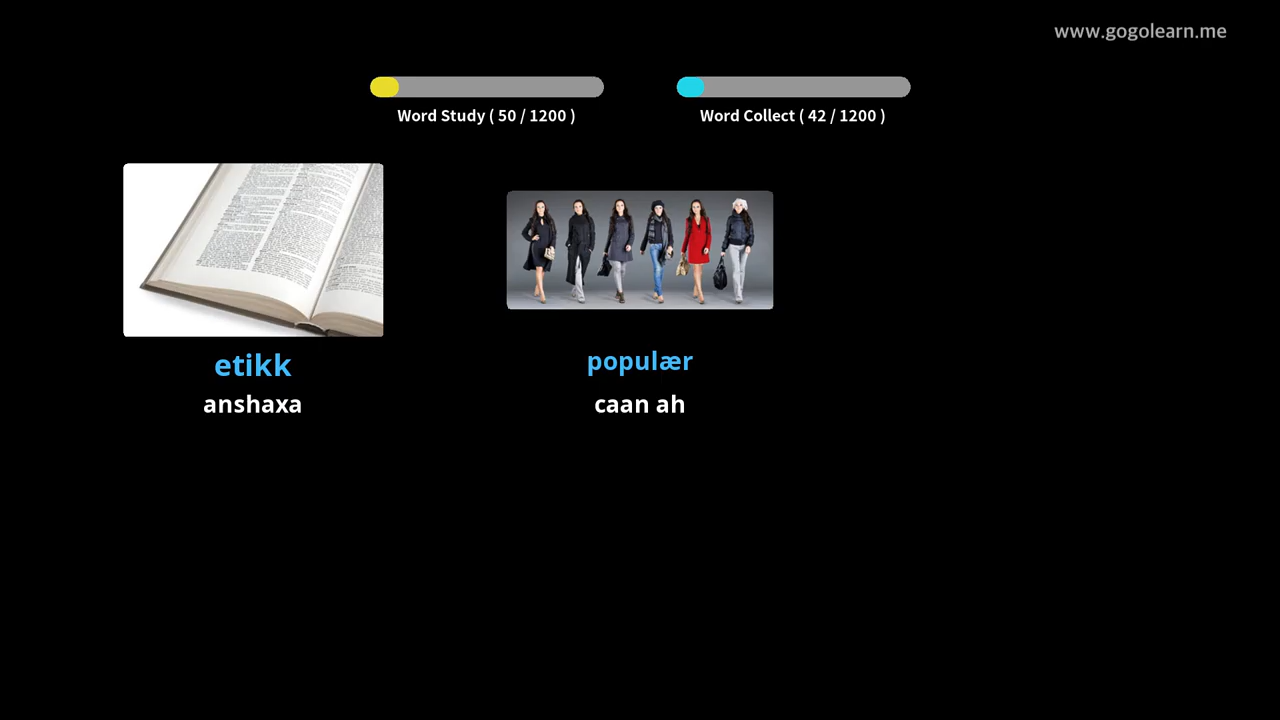 www.gogolearn.me
Word Study ( 50 / 1200 )
Word Collect ( 42 / 1200 )
etikk
anshaxa
populær
caan ah